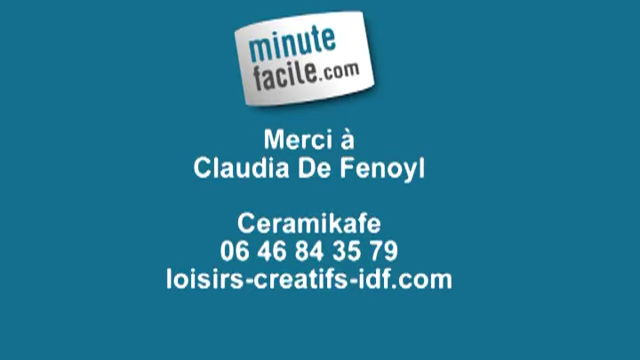 minute
facile.com
Merci à
Claudia De Fenoyl
Ceramikafe
06 46 84 35 79
loisirs-creatifs-idf.com